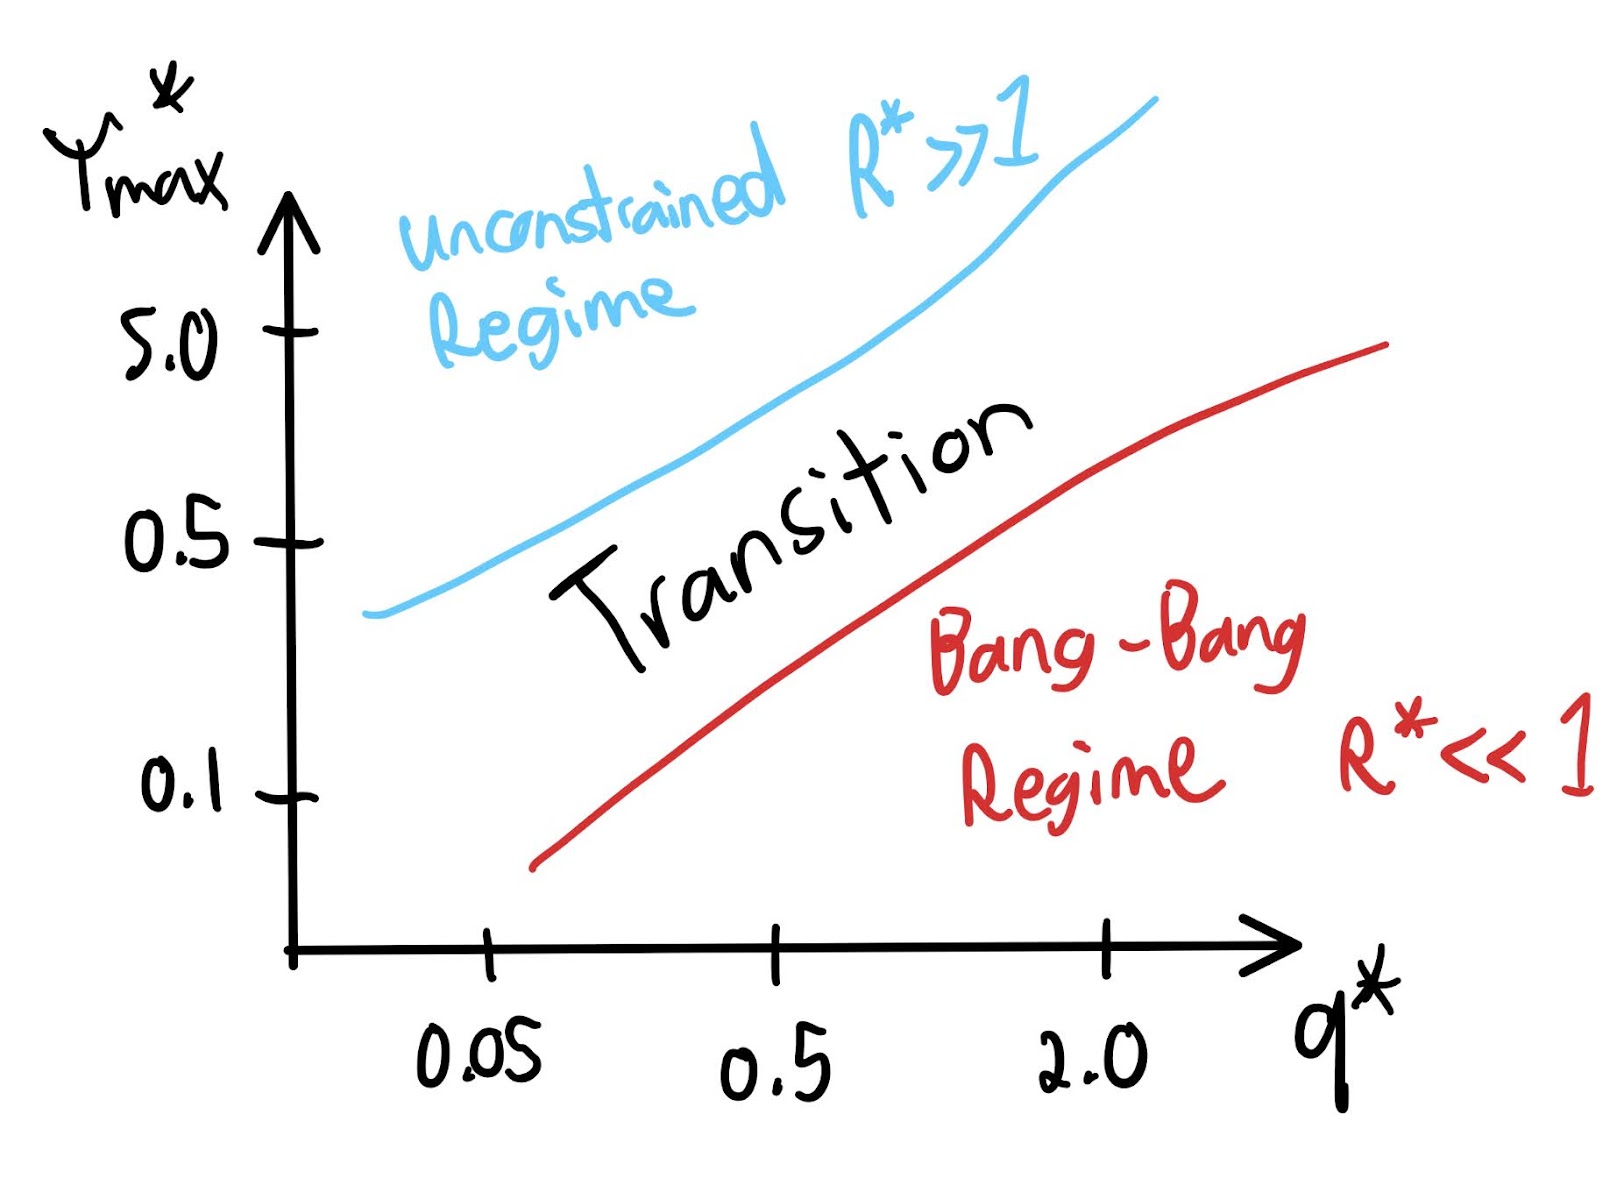 Ymax*
unconstrained R*>>1
Regime
5.0
Transition
0.5
Bang-Bang
Regime R*<<1
0.1
0.05 0.5 2.0
q*